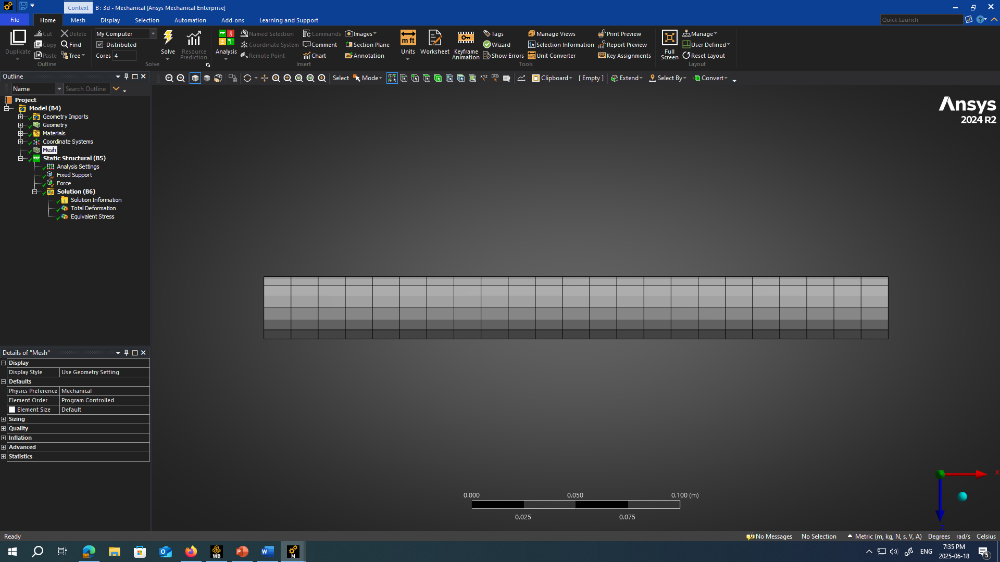 Context
B : 3d - Mechanical [Ansys Mechanical Enterprise]
File
Home
Mesh
Display
Selection
Automation
Add-ons
Learning and Support
Quick Launch
Duplicate
Cut
Copy
Paste
Delete
Find
Tree
Outline
My Computer
Distributed
Cores 4
Solve
Resource
Prediction
Solve
Analysis
Named Selection
Coordinate System
Remote Point
Commands
Comment
Chart
Images
Section Plane
Annotation
Insert
Units
Worksheet
Keyframe
Animation
Tags
Wizard
Show Errors
Manage Views
Selection Information
Unit Converter
Print Preview
Report Preview
Key Assignments
Tools
Full
Screen
Manage
User Defined
Reset Layout
Layout
Outline
Name
Search Outline
Select
Mode
Clipboard
[ Empty ]
Extend
Select By
Convert
Project
Model (B4)
Geometry Imports
Geometry
Materials
Coordinate Systems
Mesh
Static Structural (B5)
Analysis Settings
Fixed Support
Force
Solution (B6)
Solution Information
Total Deformation
Equivalent Stress
Ansys
2024 R2
Details of "Mesh"
Display
Display Style Use Geometry Setting
Defaults
Physics Preference Mechanical
Element Order Program Controlled
Element Size Default
Sizing
Quality
Inflation
Advanced
Statistics
0.000 0.050 0.100 (m)
0.025 0.075
X
Ready
No Messages
No Selection
Metric (m, kg, N, s, V, A)
Degrees
rad/s
Celsius
WB
M
ENG
7:35 PM
2025-06-18
5